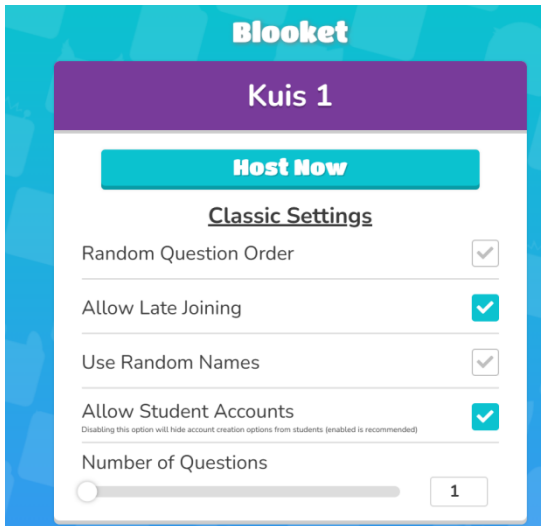 Blooket
Kuis 1
Host Now
Classic Settings
Random Question Order
Allow Late Joining
Use Random Names
Allow Student Accounts
Disabling this option will hide account creation options from students (enabled is recommended)
Number of Questions
1